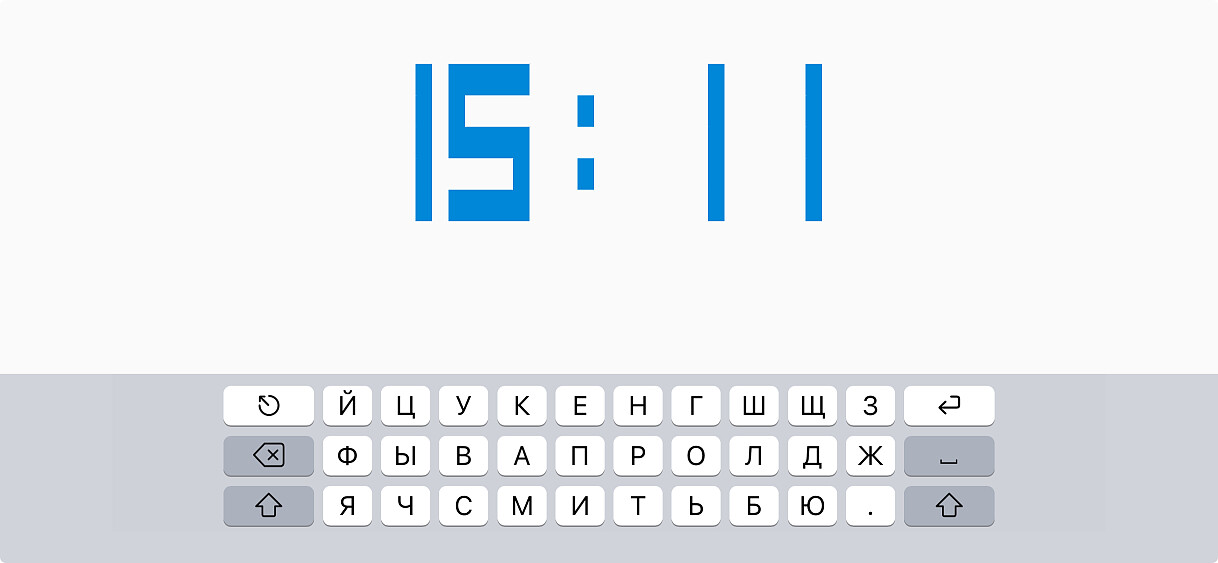 15:11
Й Ц У К Е Н Г Ш Щ З
Ф Ы В А П Р О Л Д Ж
Я Ч С М И Т Ь Б Ю .